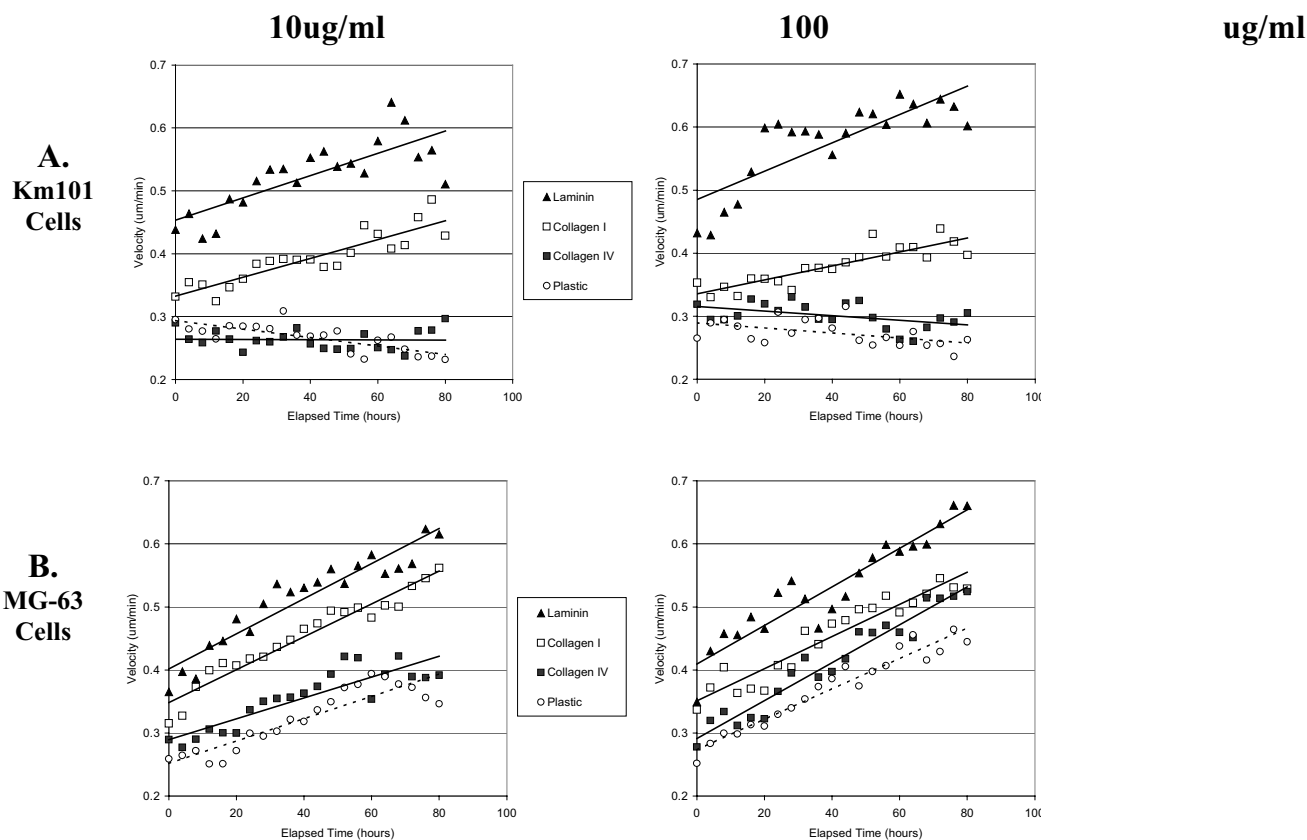 10ug/ml 100 ug/ml
A.
Km101
Cells
0.7
0.6
0.5
0.4
0.3
0.2
Velocity (um/min)
0 20 40 60 80 100
Elapsed Time (hours)
Laminin
Collagen I
Collagen IV
Plastic
0.7
0.6
0.5
0.4
0.3
0.2
Velocity (um/min)
0 20 40 60 80 100
Elapsed Time (hours)
B.
MG-63
Cells
0.7
0.6
0.5
0.4
0.3
0.2
Velocity (um/min)
0 20 40 60 80 100
Elapsed Time (hours)
Laminin
Collagen I
Collagen IV
Plastic
0.7
0.6
0.5
0.4
0.3
0.2
Velocity (um/min)
0 20 40 60 80 100
Elapsed Time (hours)